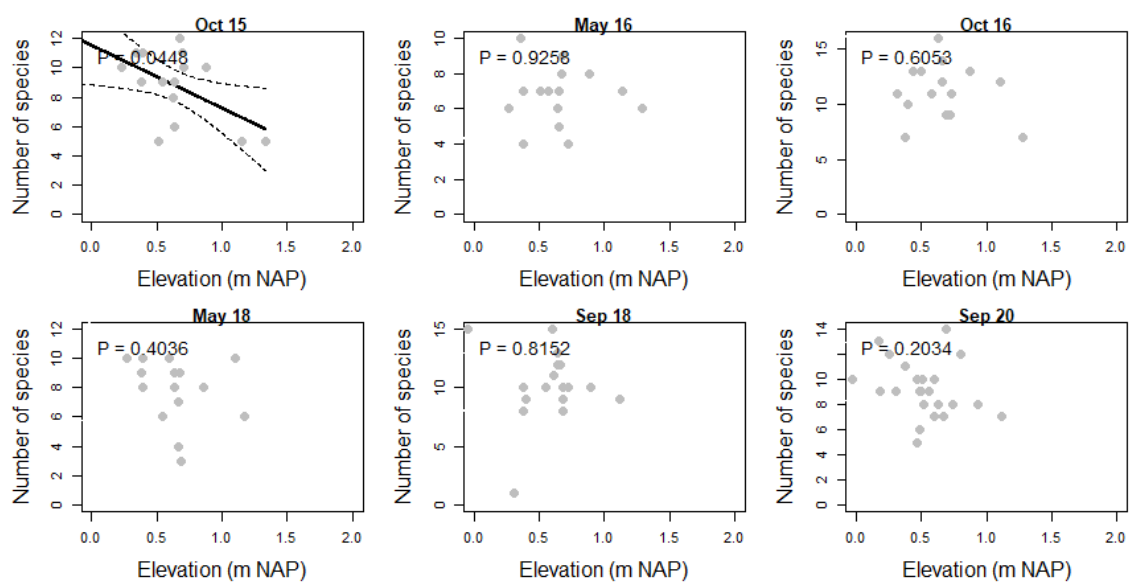 Oct 15
P = 0.0448
Number of species
12
10
8
6
4
2
0
0.0 0.5 1.0 1.5 2.0
Elevation (m NAP)
May 16
P = 0.9258
Number of species
10
8
6
4
2
0
0.0 0.5 1.0 1.5 2.0
Elevation (m NAP)
Oct 16
P = 0.6053
Number of species
15
10
5
0
0.0 0.5 1.0 1.5 2.0
Elevation (m NAP)
May 18
P = 0.4036
Number of species
12
10
8
6
4
2
0
0.0 0.5 1.0 1.5 2.0
Elevation (m NAP)
Sep 18
P = 0.8152
Number of species
15
10
5
0
0.0 0.5 1.0 1.5 2.0
Elevation (m NAP)
Sep 20
P = 0.2034
Number of species
14
12
10
8
6
4
2
0
0.0 0.5 1.0 1.5 2.0
Elevation (m NAP)